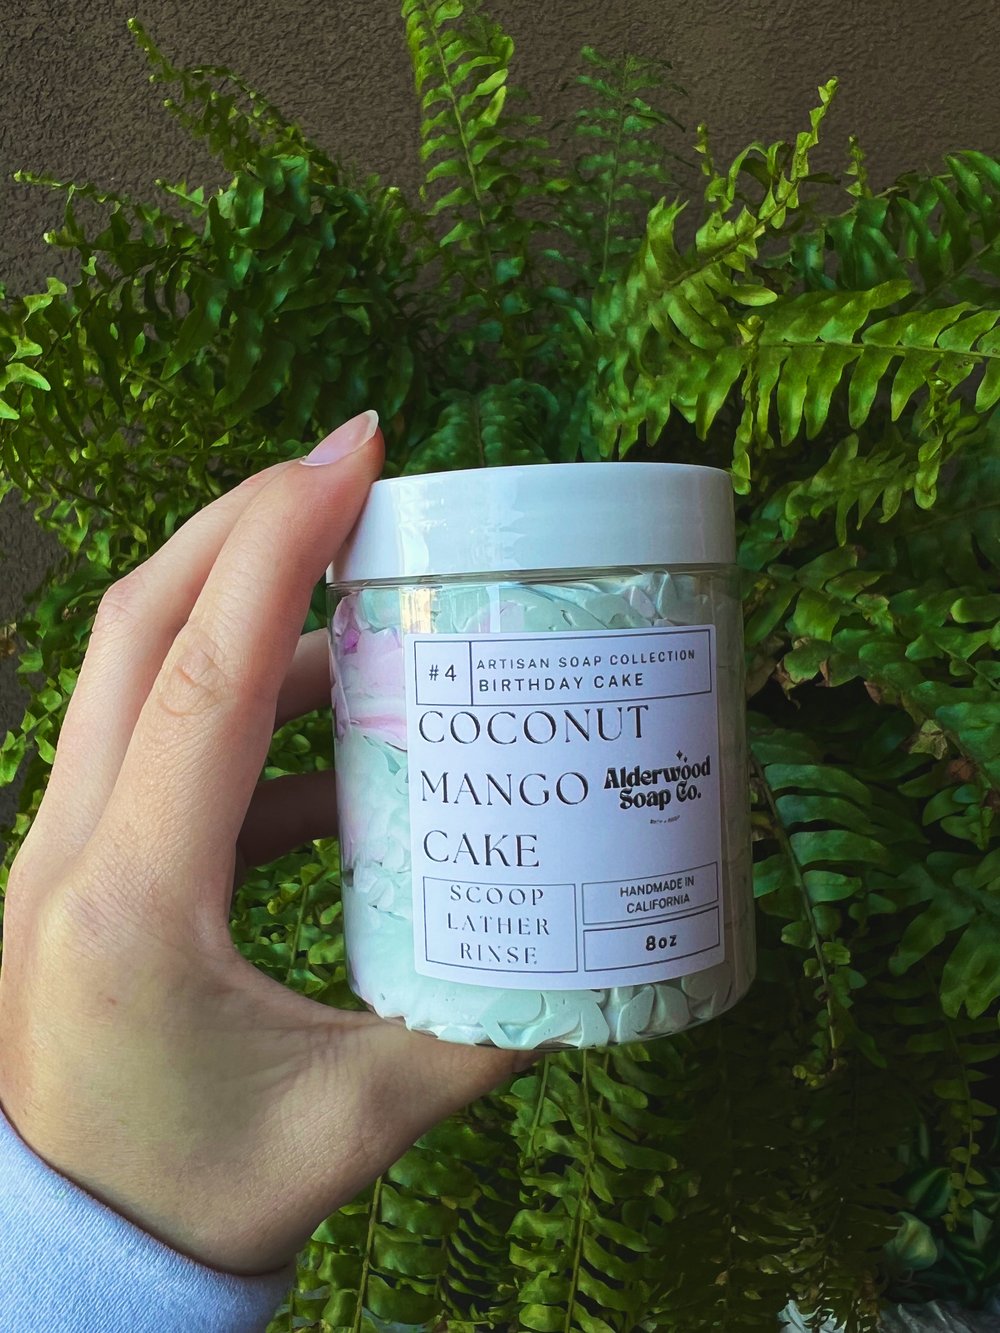 #4
ARTISAN SOAP COLLECTION
BIRTHDAY CAKE
COCONUT
MANGO
CAKE
Alderwood
Soap Co.
SCOOP
LATHER
RINSE
HANDMADE IN
CALIFORNIA
8oz